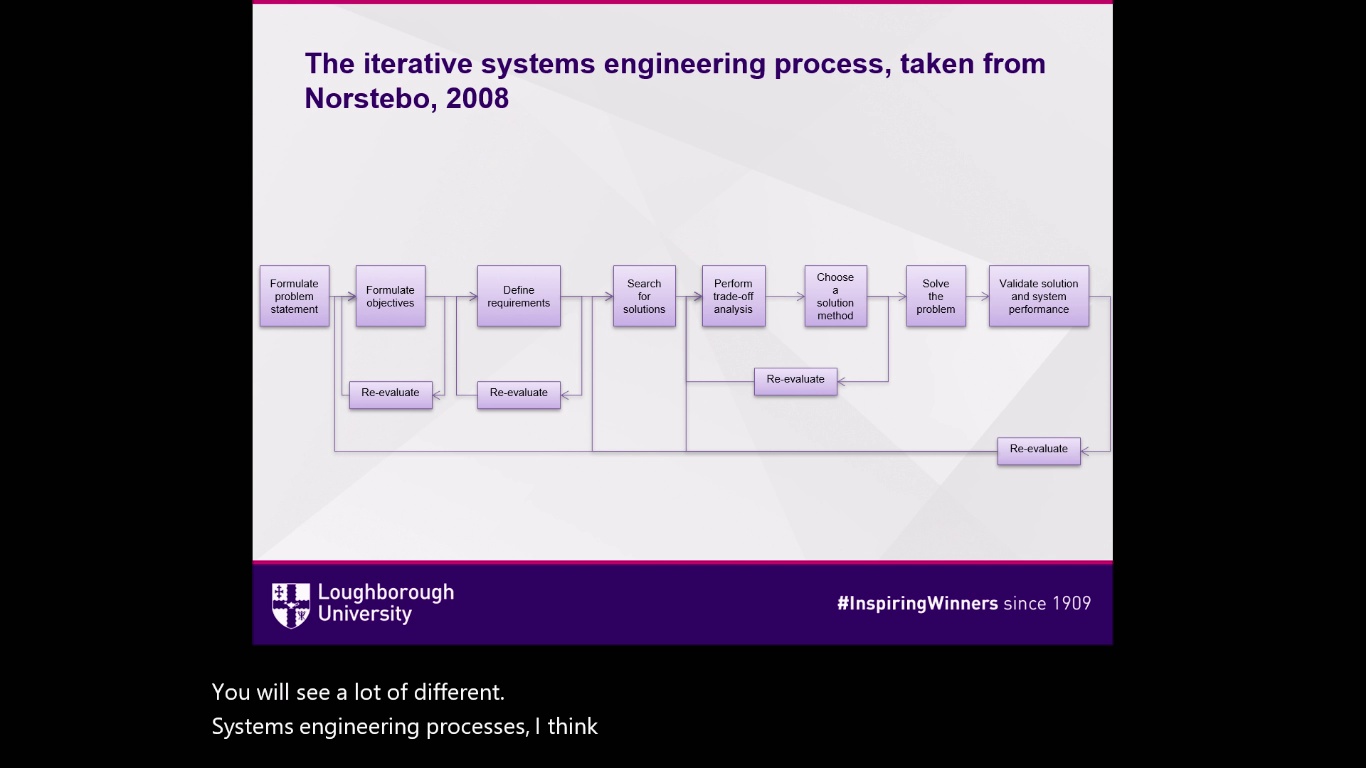 The iterative systems engineering process, taken from
Norstebo, 2008
Formulate
problem
statement
Formulate
objectives
Define
requirements
Search
for
solutions
Perform
trade-off
analysis
Choose
a
solution
method
Solve
the
problem
Validate solution
and system
performance
Re-evaluate
Re-evaluate
Re-evaluate
Re-evaluate
Loughborough
University
#InspiringWinners since 1909
You will see a lot of different.
Systems engineering processes, I think